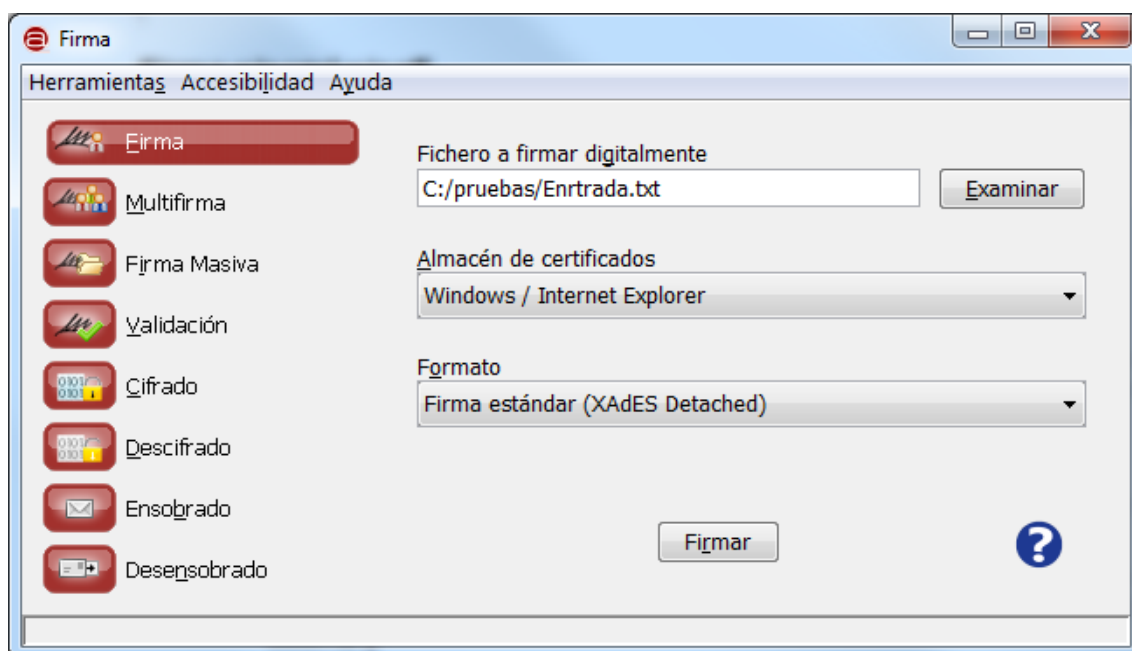 Firma
Herramientas Accesibilidad Ayuda
Firma
Multifirma
Firma Masiva
Validación
Cifrado
Descifrado
Ensobrado
Desensobrado
Fichero a firmar digitalmente
C:/pruebas/Enrtrada.txt
Examinar
Almacén de certificados
Windows / Internet Explorer
Formato
Firma estándar (XAdES Detached)
Firmar
?